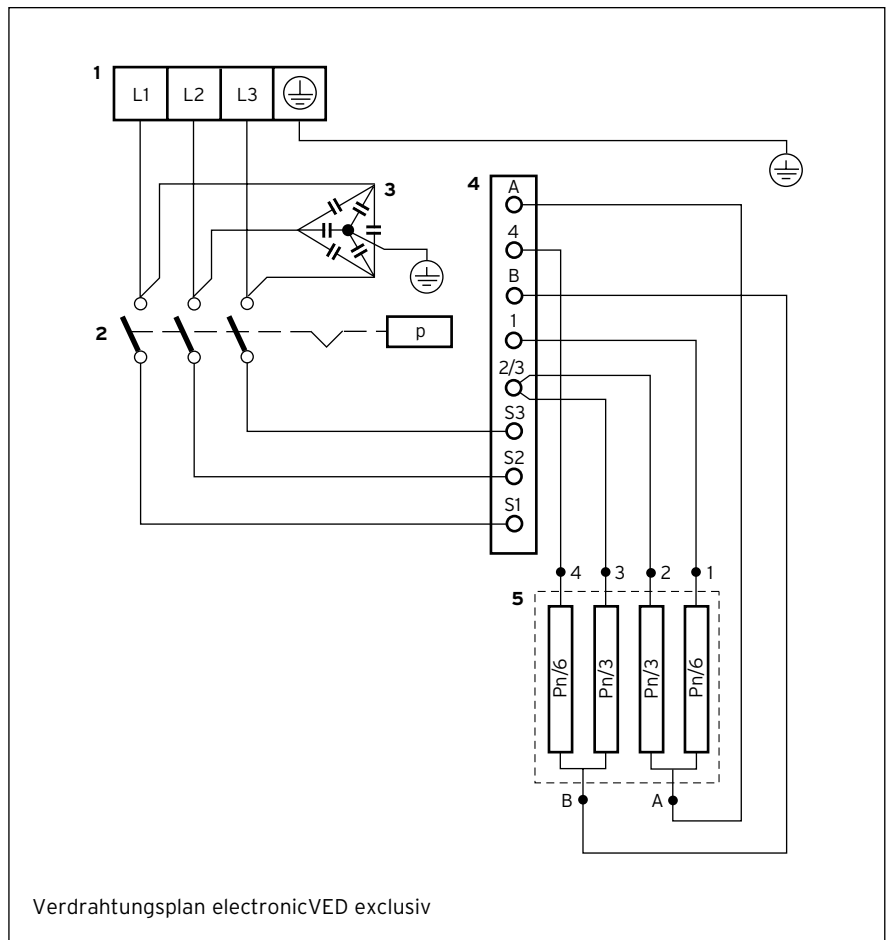 1
L1 L2 L3
3
4
A
4
B
1
2 p
2/3
S3
S2
S1
4 3 2 1
5
Pn/6 Pn/3 Pn/3 Pn/6
B A
Verdrahtungsplan electronicVED exclusiv